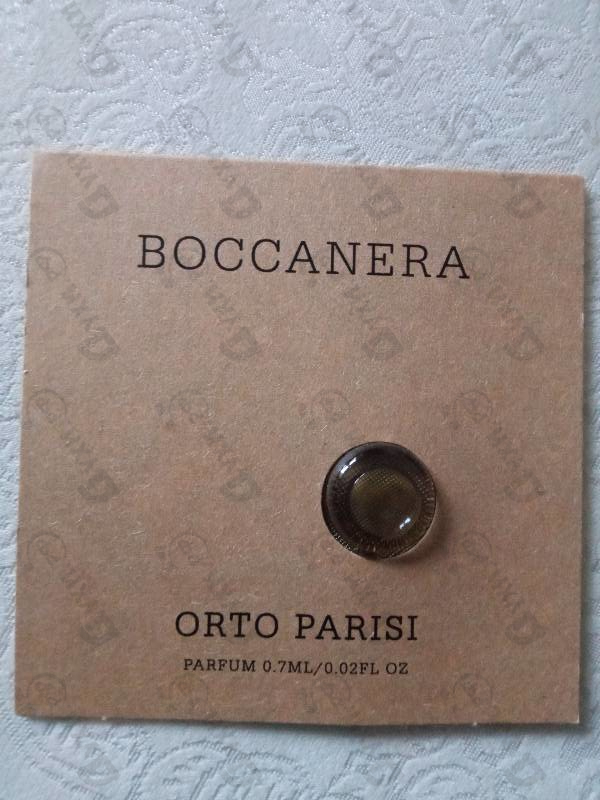 BOCCANERA
ORTO PARISI
PARFUM 0.7ML/0.02FL OZ